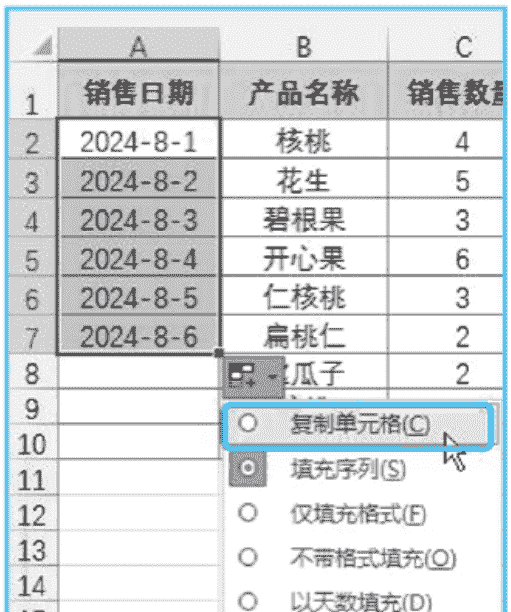 A B C
1 销售日期 产品名称 销售数量
2 2024-8-1 核桃 4
3 2024-8-2 花生 5
4 2024-8-3 碧根果 3
5 2024-8-4 开心果 6
6 2024-8-5 仁核桃 3
7 2024-8-6 扁桃仁 2
8 瓜子 2
9
10
11
12
13
14
复制单元格(C)
填充序列(S)
仅填充格式(F)
不带格式填充(O)
以天数填充(D)